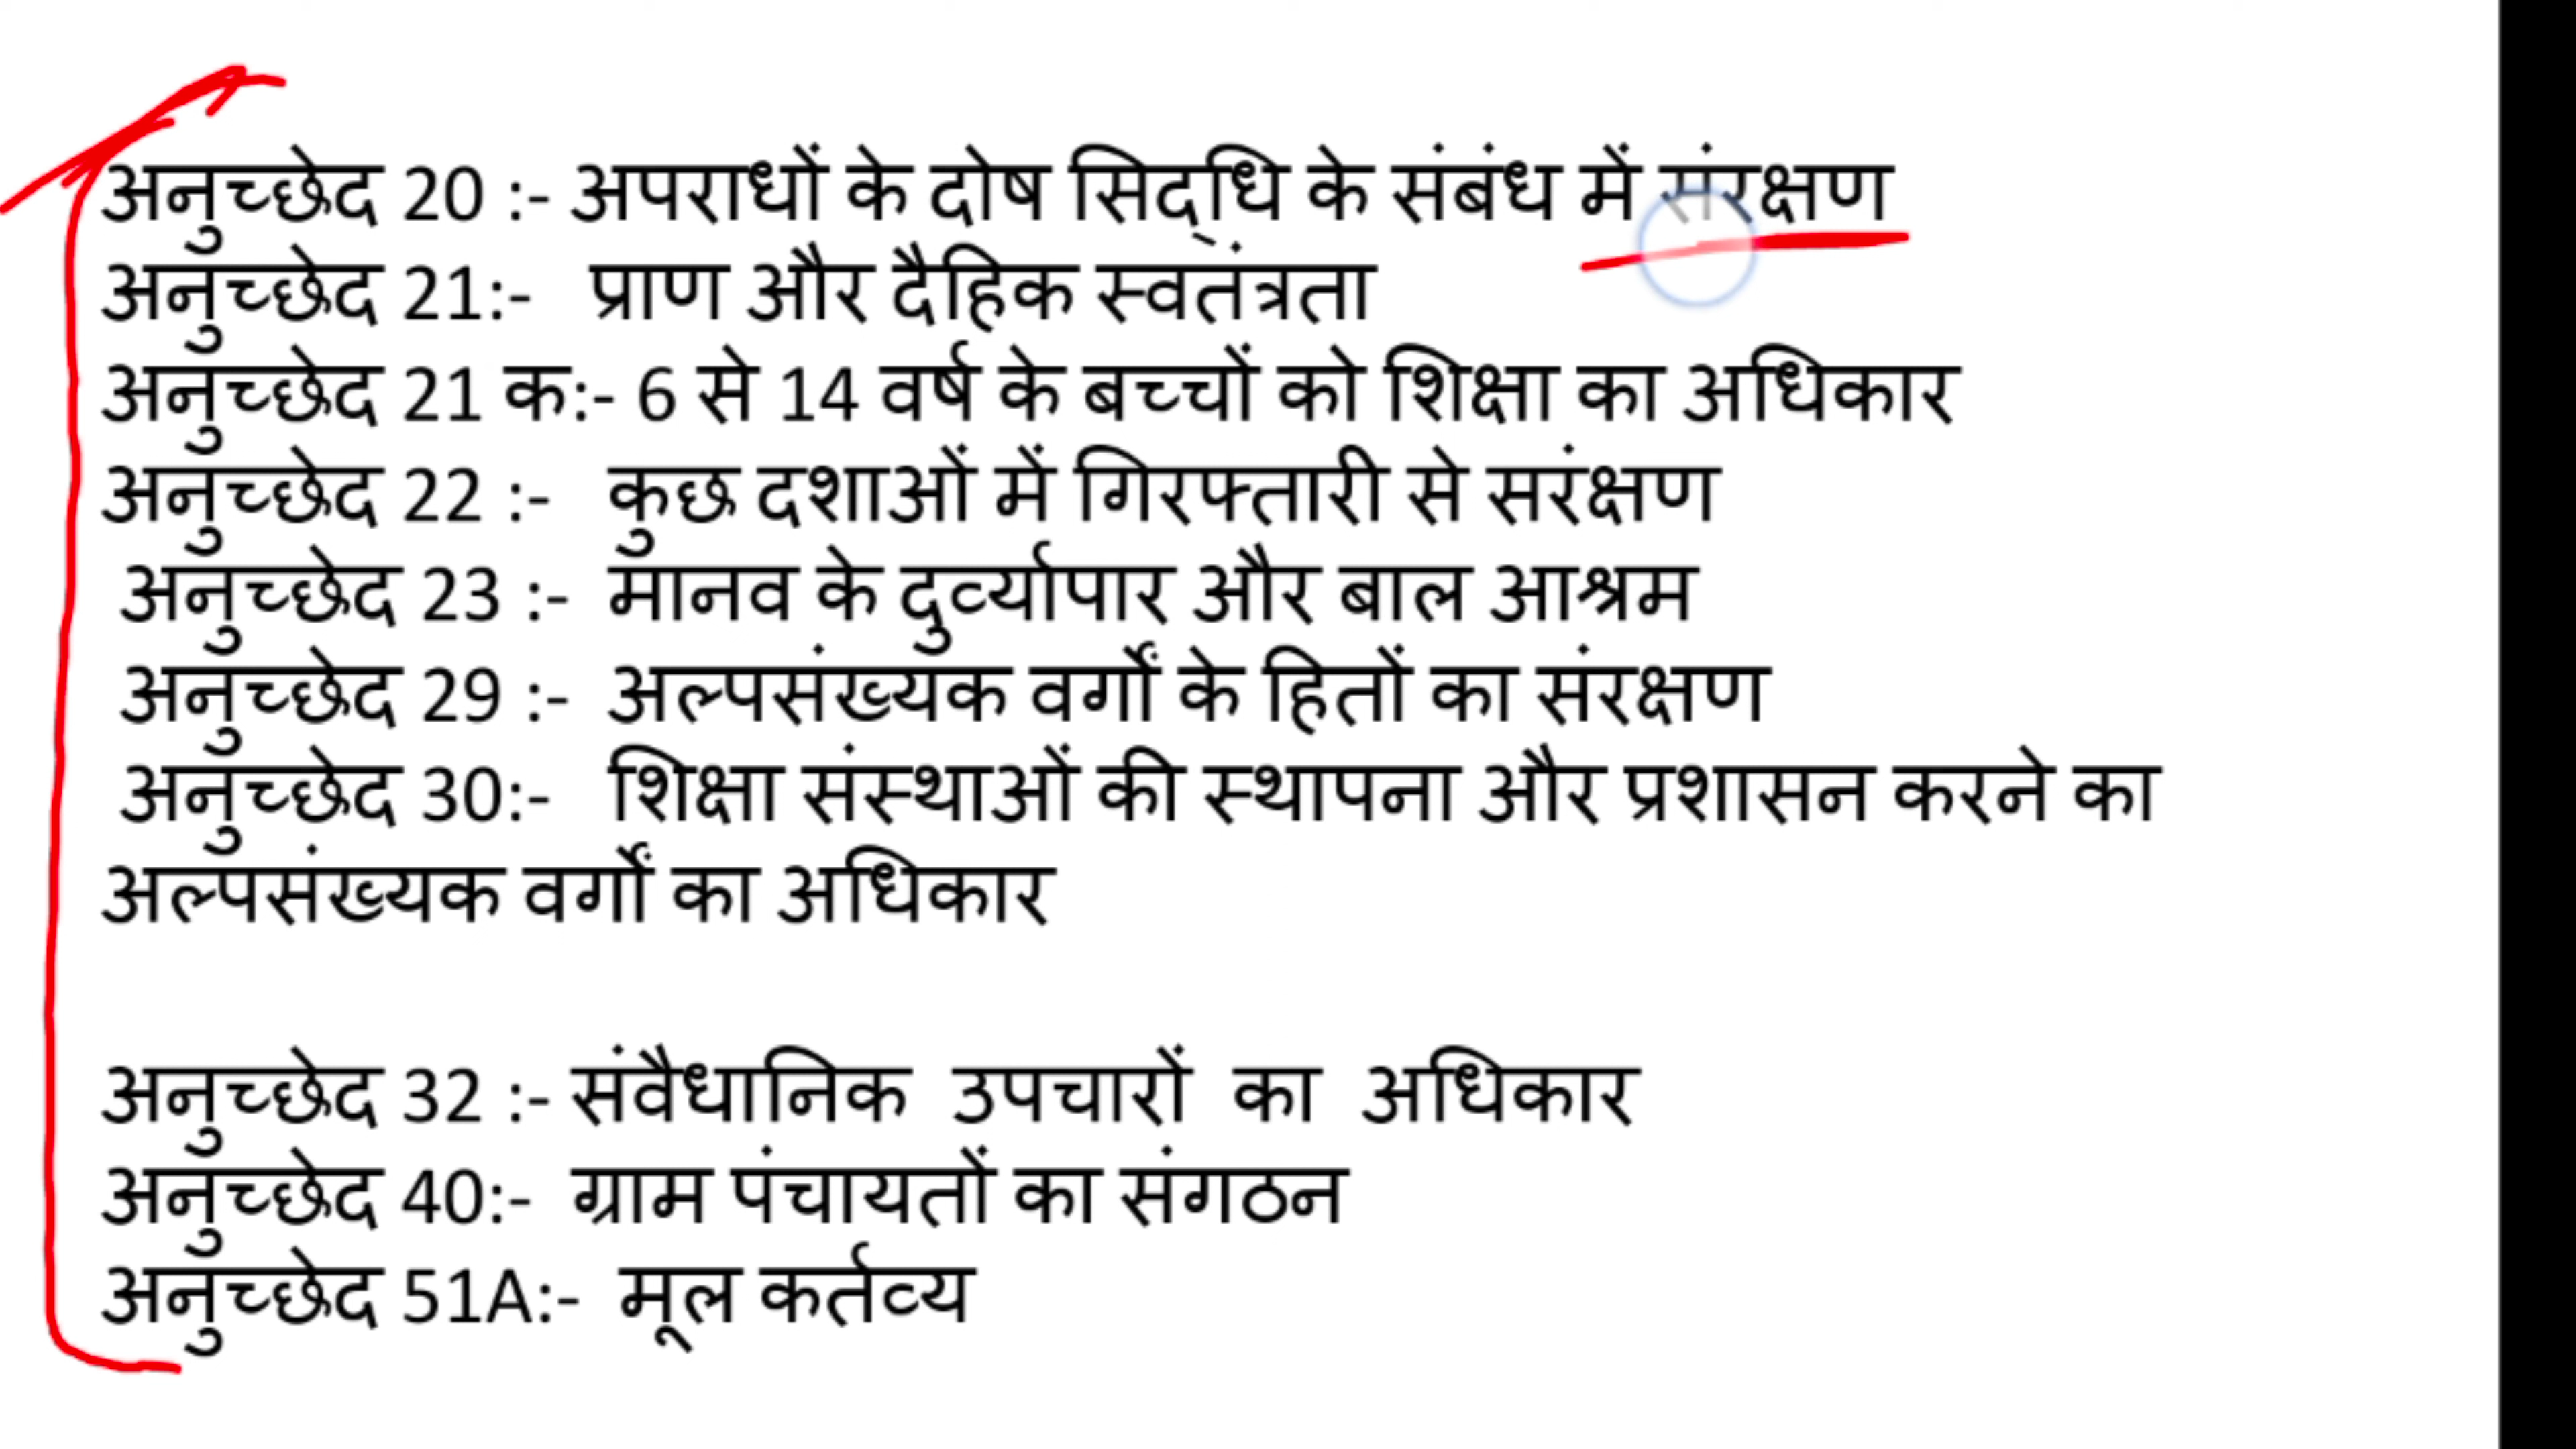 अनुच्छेद 20 :- अपराधों के दोष सिद्धि के संबंध में संरक्षण
अनुच्छेद 21:- प्राण और दैहिक स्वतंत्रता
अनुच्छेद 21 क:- 6 से 14 वर्ष के बच्चों को शिक्षा का अधिकार
अनुच्छेद 22 :- कुछ दशाओं में गिरफ्तारी से सरंक्षण
अनुच्छेद 23 :- मानव के दुर्व्यापार और बाल आश्रम
अनुच्छेद 29 :- अल्पसंख्यक वर्गों के हितों का संरक्षण
अनुच्छेद 30:- शिक्षा संस्थाओं की स्थापना और प्रशासन करने का
अल्पसंख्यक वर्गों का अधिकार
अनुच्छेद 32 :- संवैधानिक उपचारों का अधिकार
अनुच्छेद 40:- ग्राम पंचायतों का संगठन
अनुच्छेद 51A:- मूल कर्तव्य